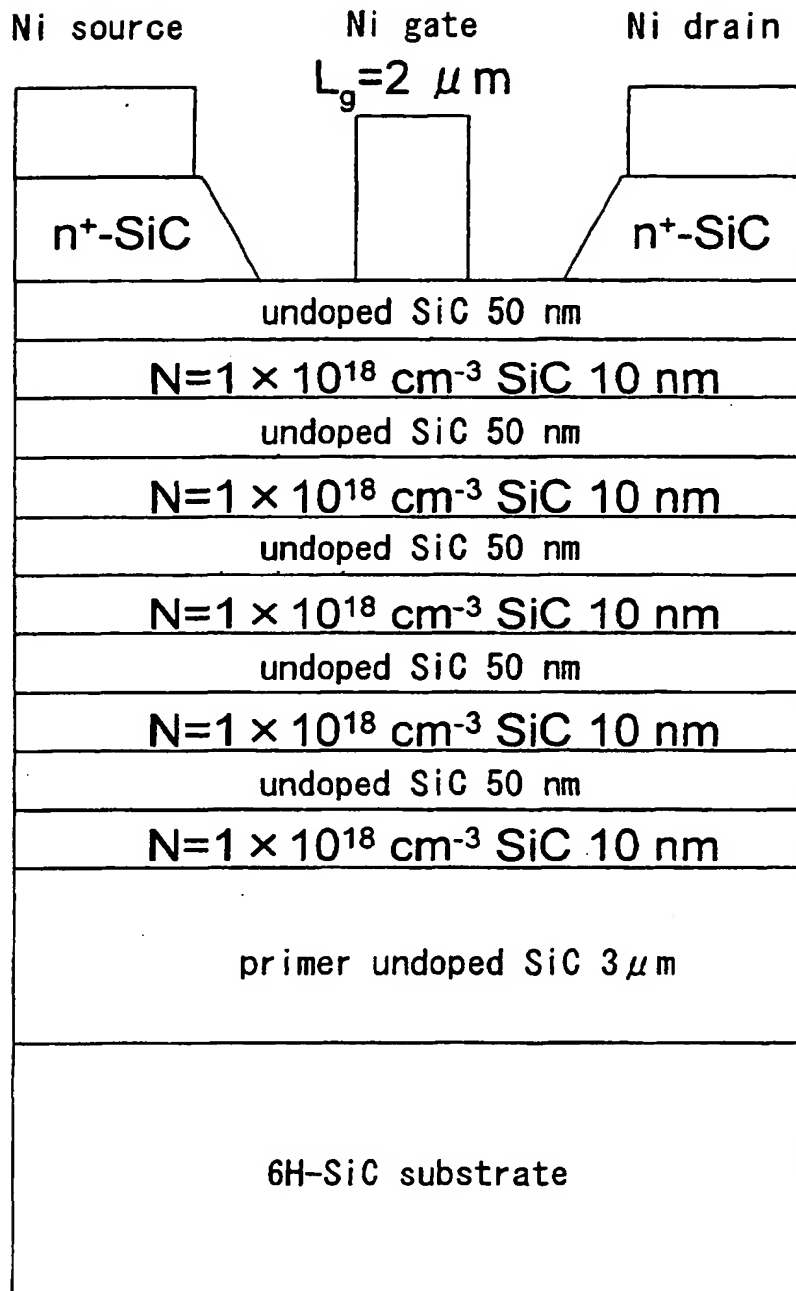 Ni source Ni gate Ni drain
Lg=2 μm
n⁺-SiC n⁺-SiC
undoped SiC 50 nm
N=1 × 10¹⁸ cm⁻³ SiC 10 nm
undoped SiC 50 nm
N=1 × 10¹⁸ cm⁻³ SiC 10 nm
undoped SiC 50 nm
N=1 × 10¹⁸ cm⁻³ SiC 10 nm
undoped SiC 50 nm
N=1 × 10¹⁸ cm⁻³ SiC 10 nm
undoped SiC 50 nm
N=1 × 10¹⁸ cm⁻³ SiC 10 nm
primer undoped SiC 3μm
6H-SiC substrate